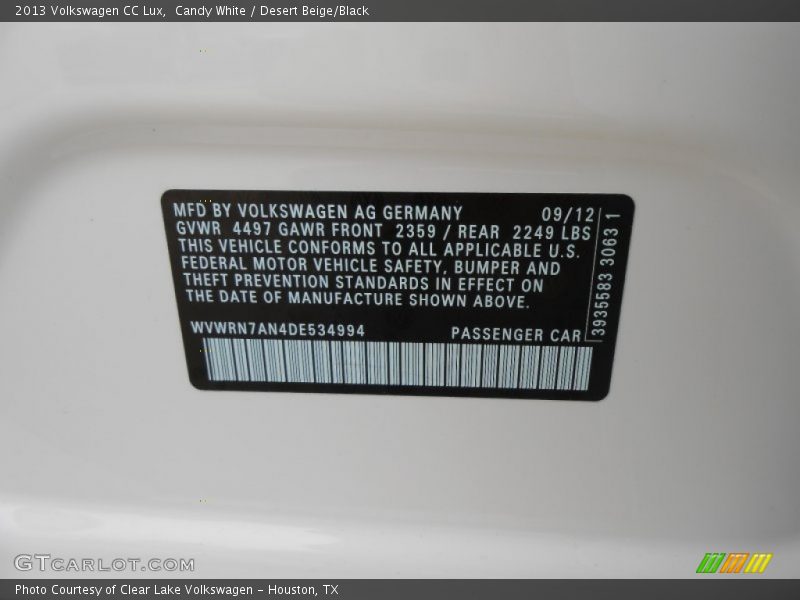 2013 Volkswagen CC Lux,  Candy White / Desert Beige/Black
MFD BY VOLKSWAGEN AG GERMANY 09/12
GVWR 4497 GAWR FRONT 2359 / REAR 2249 LBS
THIS VEHICLE CONFORMS TO ALL APPLICABLE U.S.
FEDERAL MOTOR VEHICLE SAFETY, BUMPER AND
THEFT PREVENTION STANDARDS IN EFFECT ON
THE DATE OF MANUFACTURE SHOWN ABOVE.
WVWRN7AN4DE534994 PASSENGER CAR
3935583 3063 1
GTCARLOT.COM
Photo Courtesy of Clear Lake Volkswagen - Houston, TX